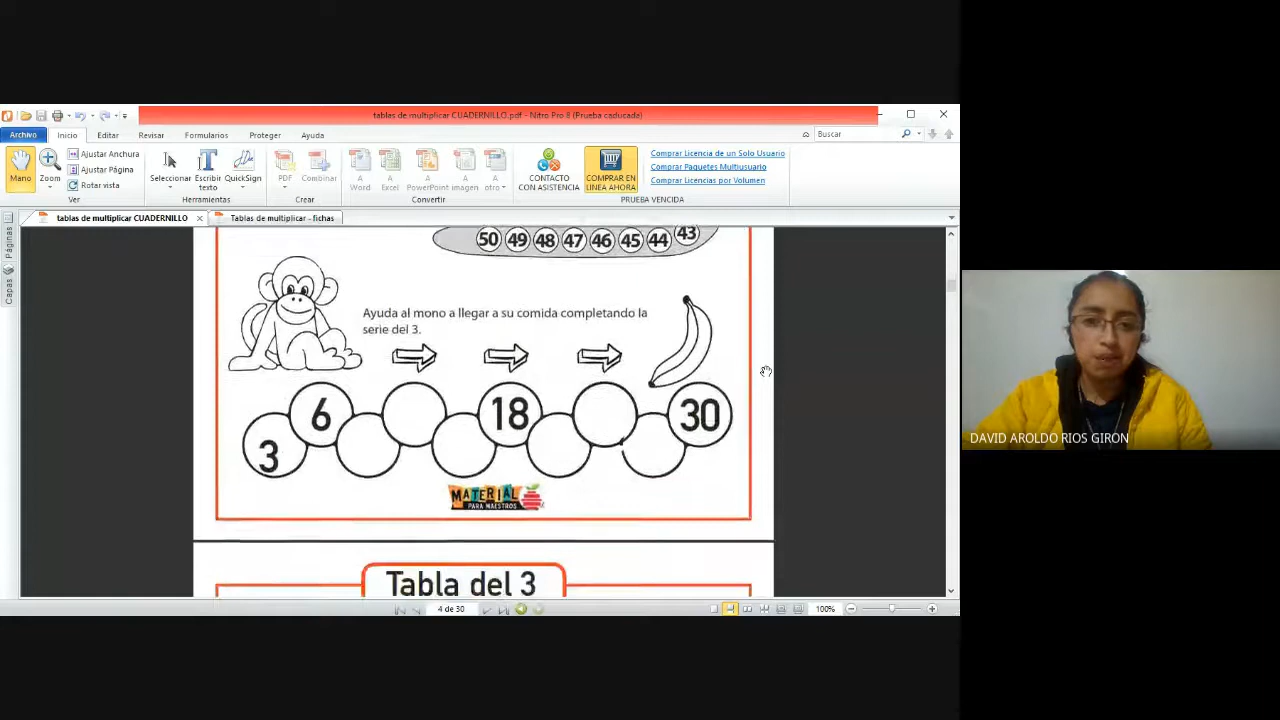 tablas de multiplicar CUADERNILLO.pdf - Nitro Pro 8 (Prueba caducada)
Archivo Inicio Editar Revisar Formularios Proteger Ayuda Buscar
Mano Zoom Ajustar Anchura Ajustar Página Rotar vista
Seleccionar Escribir texto QuickSign
PDF Combinar
A Word A Excel A PowerPoint A imagen A otro
CONTACTO CON ASISTENCIA COMPRAR EN LÍNEA AHORA
Comprar Licencia de un Solo Usuario
Comprar Paquetes Multiusuario
Comprar Licencias por Volumen
Ver Herramientas Crear Convertir PRUEBA VENCIDA
tablas de multiplicar CUADERNILLO Tablas de multiplicar - fichas
Páginas
Capas
50 49 48 47 46 45 44 43
Ayuda al mono a llegar a su comida completando la
serie del 3.
3 6 18 30
MATERIAL
PARA MAESTROS
Tabla del 3
4 de 30 100%
DAVID AROLDO RIOS GIRON